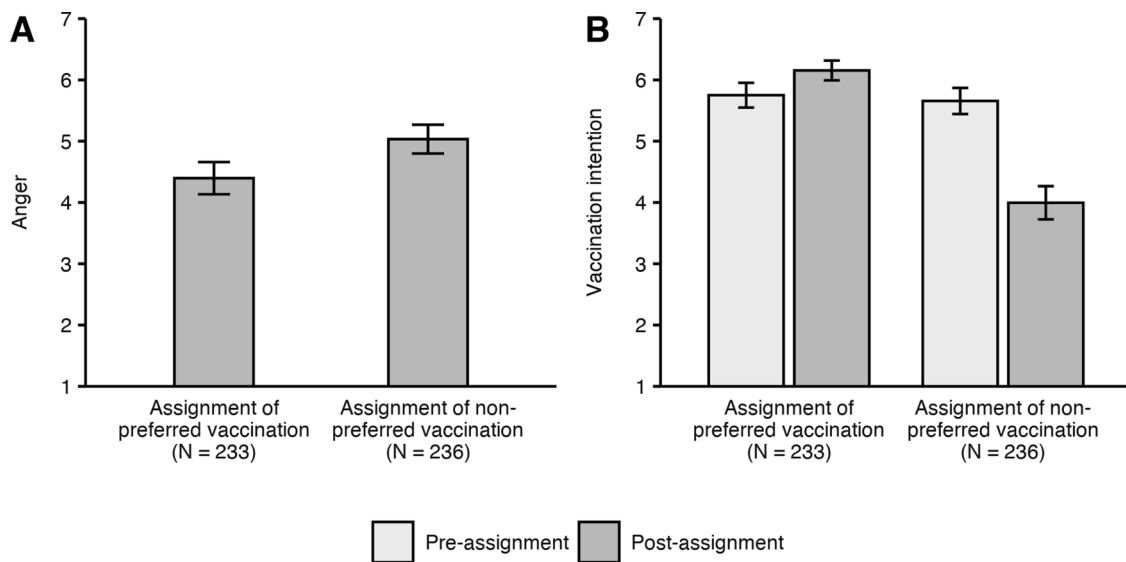 A
7
6
5
4
3
2
1
Anger
Assignment of
preferred vaccination
(N = 233)
Assignment of non-
preferred vaccination
(N = 236)
B
7
6
5
4
3
2
1
Vaccination intention
Assignment of
preferred vaccination
(N = 233)
Assignment of non-
preferred vaccination
(N = 236)
Pre-assignment
Post-assignment